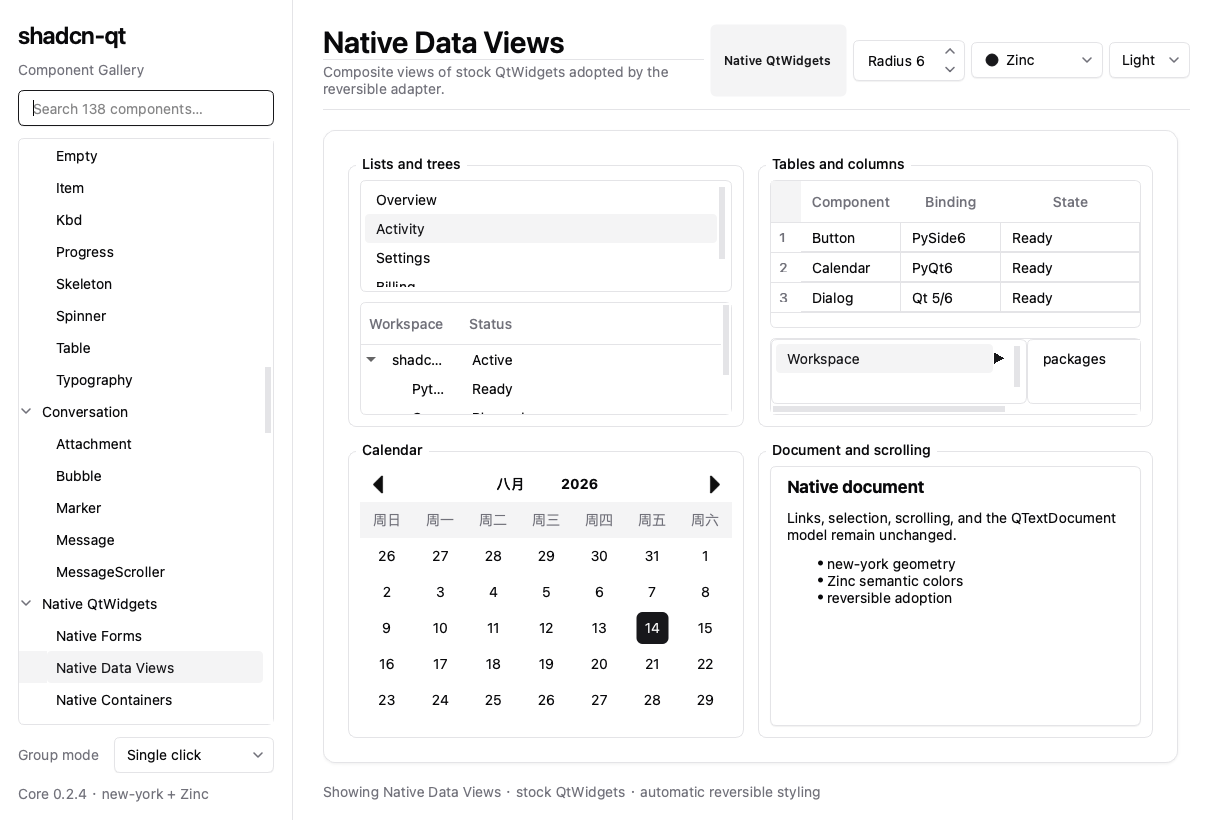 shadcn-qt
Component Gallery
Search 138 components...
Empty
Item
Kbd
Progress
Skeleton
Spinner
Table
Typography
Conversation
Attachment
Bubble
Marker
Message
MessageScroller
Native QtWidgets
Native Forms
Native Data Views
Native Containers
Group mode
Single click
Core 0.2.4 · new-york + Zinc
Native Data Views
Composite views of stock QtWidgets adopted by the
reversible adapter.
Native QtWidgets
Radius 6
Zinc
Light
Lists and trees
Overview
Activity
Settings
Billing
Workspace Status
shadc... Active
Pyt... Ready
Tables and columns
Component Binding State
1 Button PySide6 Ready
2 Calendar PyQt6 Ready
3 Dialog Qt 5/6 Ready
Workspace
packages
Calendar
八月 2026
周日 周一 周二 周三 周四 周五 周六
26 27 28 29 30 31 1
2 3 4 5 6 7 8
9 10 11 12 13 14 15
16 17 18 19 20 21 22
23 24 25 26 27 28 29
Document and scrolling
Native document
Links, selection, scrolling, and the QTextDocument
model remain unchanged.
• new-york geometry
• Zinc semantic colors
• reversible adoption
Showing Native Data Views · stock QtWidgets · automatic reversible styling